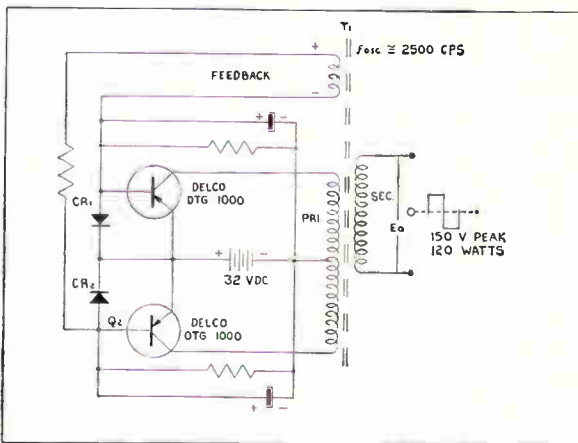 T1
+
fosc ≅ 2500 CPS
FEEDBACK
-
+ -
DELCO
DTG 1000
CR1
PRI
SEC.
Eo
150 V PEAK
120 WATTS
+ -
32 VDC
CR2
Q2
DELCO
DTG 1000
+ -